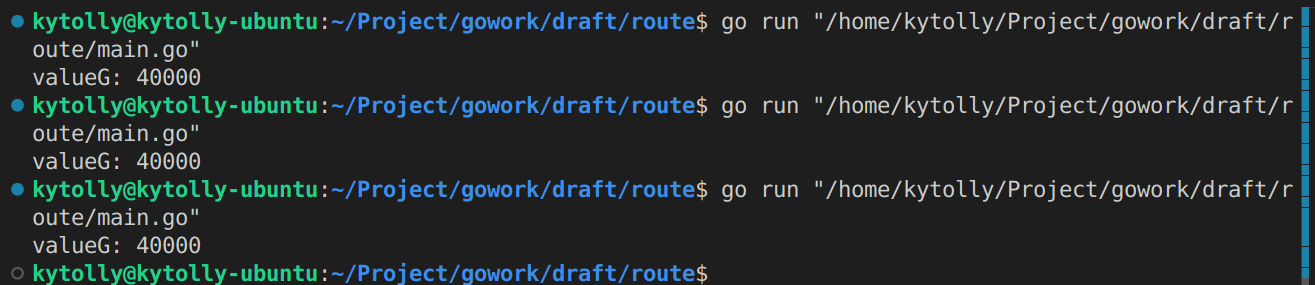 kytolly@kytolly-ubuntu:~/Project/gowork/draft/route$ go run "/home/kytolly/Project/gowork/draft/r
oute/main.go"
valueG: 40000
kytolly@kytolly-ubuntu:~/Project/gowork/draft/route$ go run "/home/kytolly/Project/gowork/draft/r
oute/main.go"
valueG: 40000
kytolly@kytolly-ubuntu:~/Project/gowork/draft/route$ go run "/home/kytolly/Project/gowork/draft/r
oute/main.go"
valueG: 40000
kytolly@kytolly-ubuntu:~/Project/gowork/draft/route$